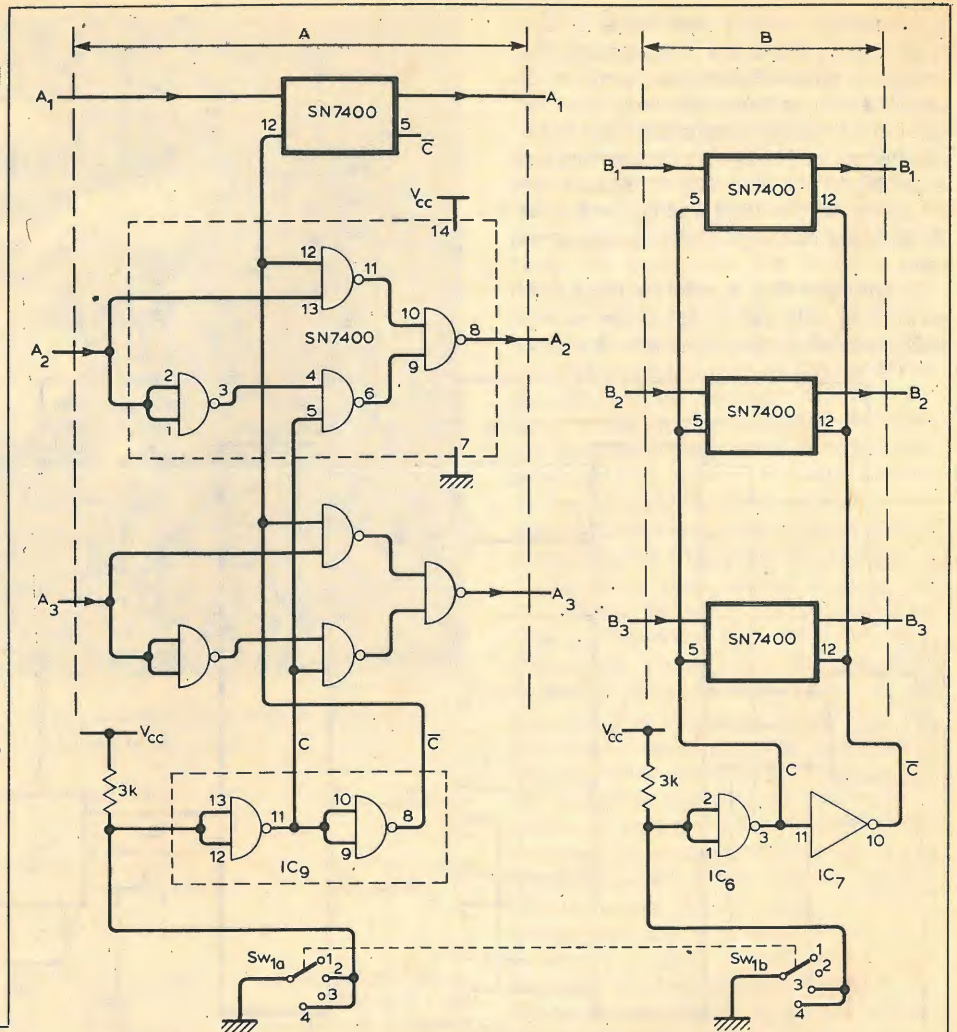 A
B
A1 A1
SN7400
12 5 C̅
B1 B1
SN7400
5 12
Vcc
14
12 11
13
SN7400
10 8
9
A2 A2
2 3
1
4 6
5
7
B2 B2
SN7400
5 12
A3 A3
B3 B3
SN7400
5 12
Vcc
3k
C C̅
13 11
12
10 8
9
IC9
Vcc
3k
C C̅
2 3
1
11 10
IC6 IC7
Sw1a
1
2
3
4
Sw1b
1
2
3
4